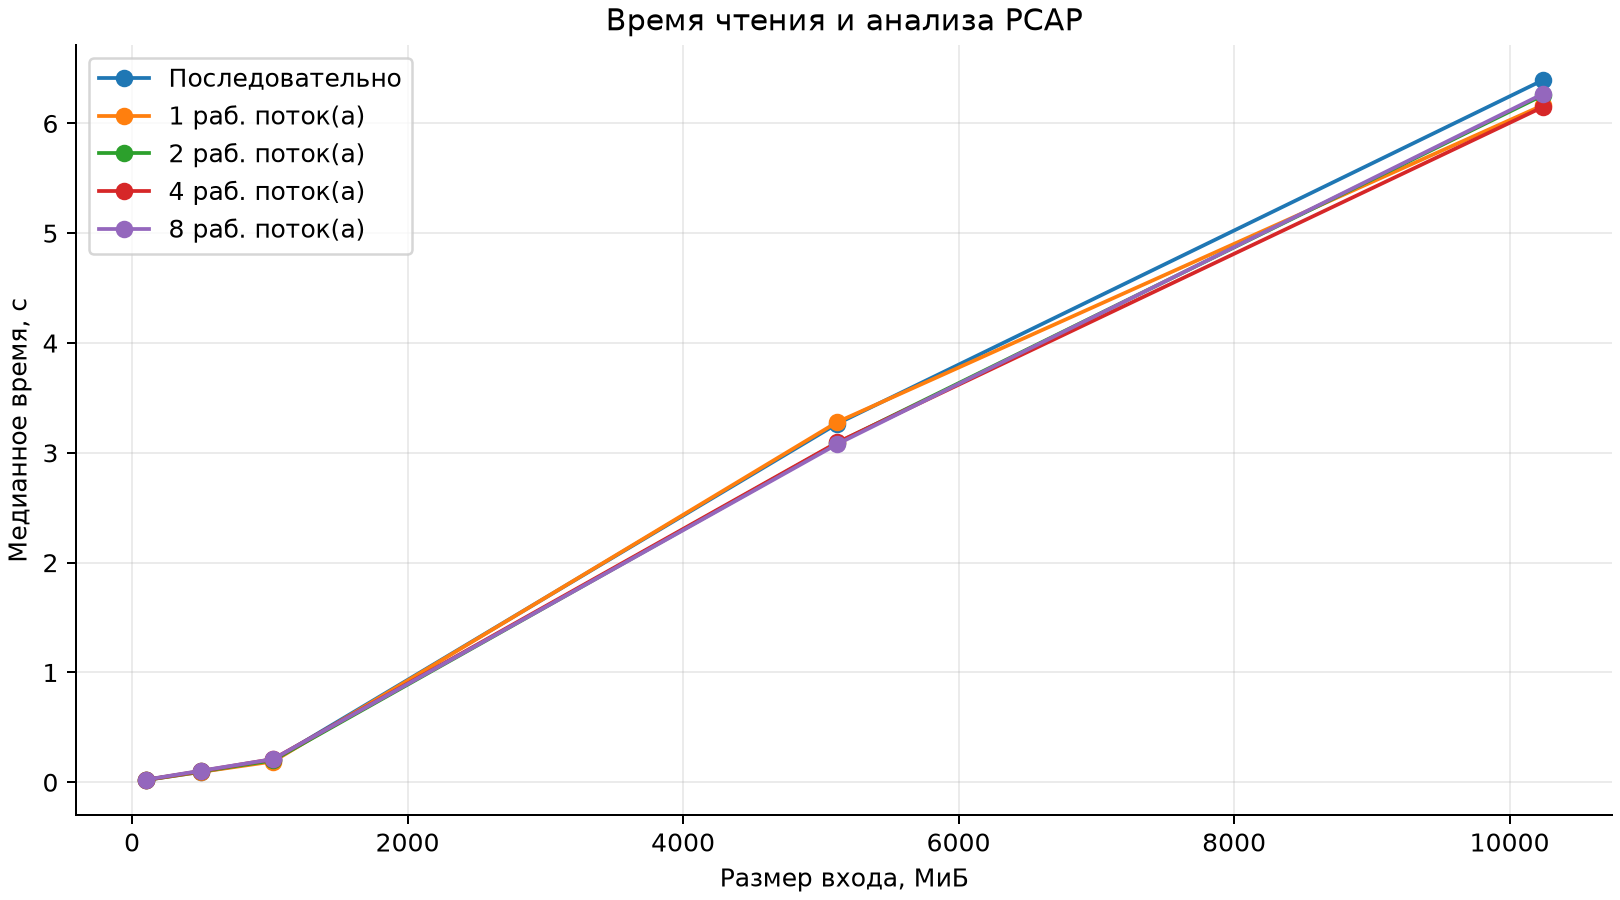 Время чтения и анализа PCAP
Последовательно
1 раб. поток(а)
2 раб. поток(а)
4 раб. поток(а)
8 раб. поток(а)
Медианное время, с
6
5
4
3
2
1
0
0 2000 4000 6000 8000 10000
Размер входа, МиБ